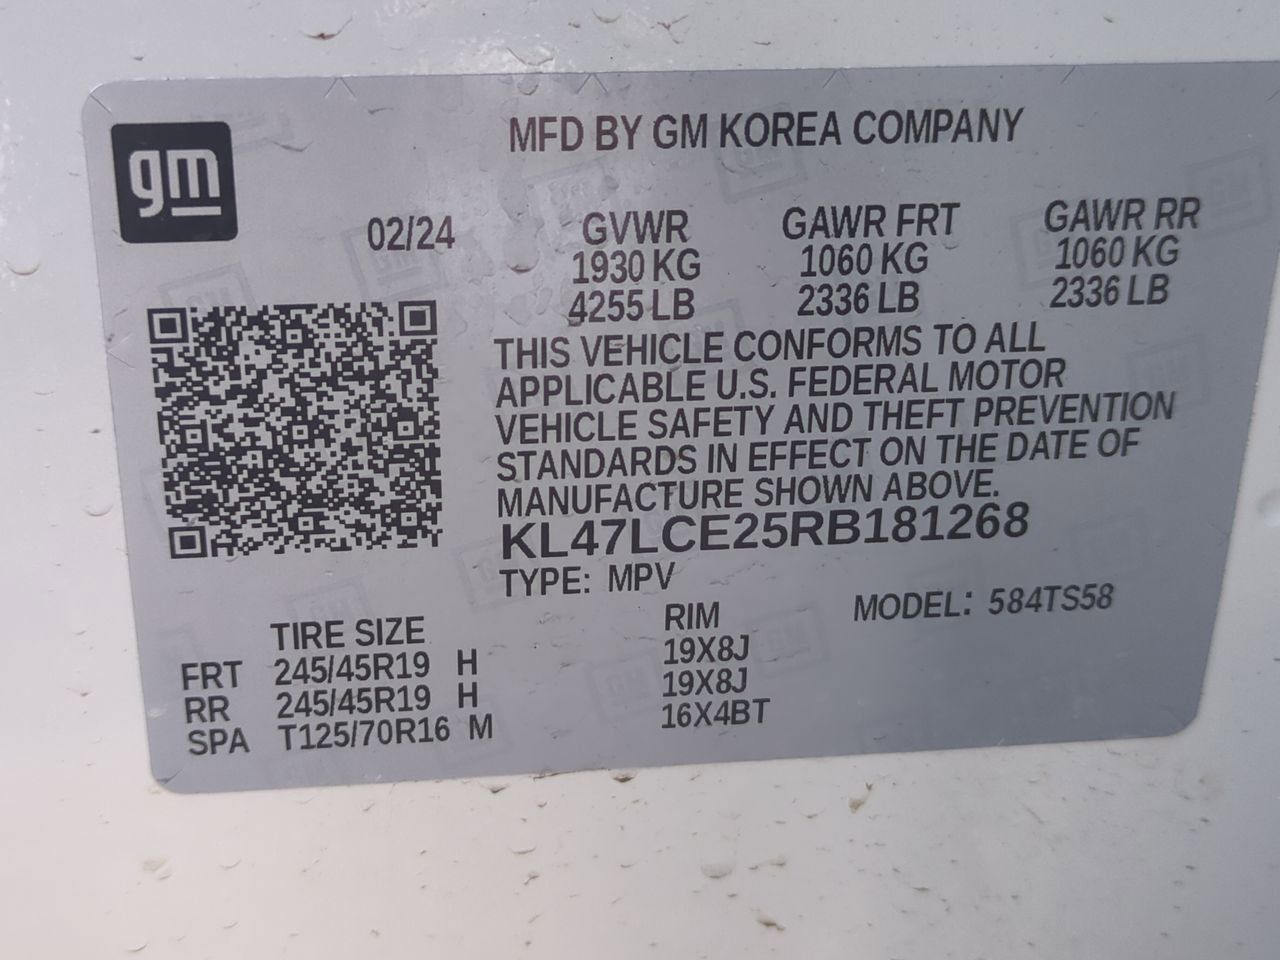 gm
MFD BY GM KOREA COMPANY
02/24 GVWR GAWR FRT GAWR RR
1930 KG 1060 KG 1060 KG
4255 LB 2336 LB 2336 LB
THIS VEHICLE CONFORMS TO ALL
APPLICABLE U.S. FEDERAL MOTOR
VEHICLE SAFETY AND THEFT PREVENTION
STANDARDS IN EFFECT ON THE DATE OF
MANUFACTURE SHOWN ABOVE.
KL47LCE25RB181268
TYPE: MPV
TIRE SIZE RIM MODEL: 584TS58
FRT 245/45R19 H 19X8J
RR 245/45R19 H 19X8J
SPA T125/70R16 M 16X4BT